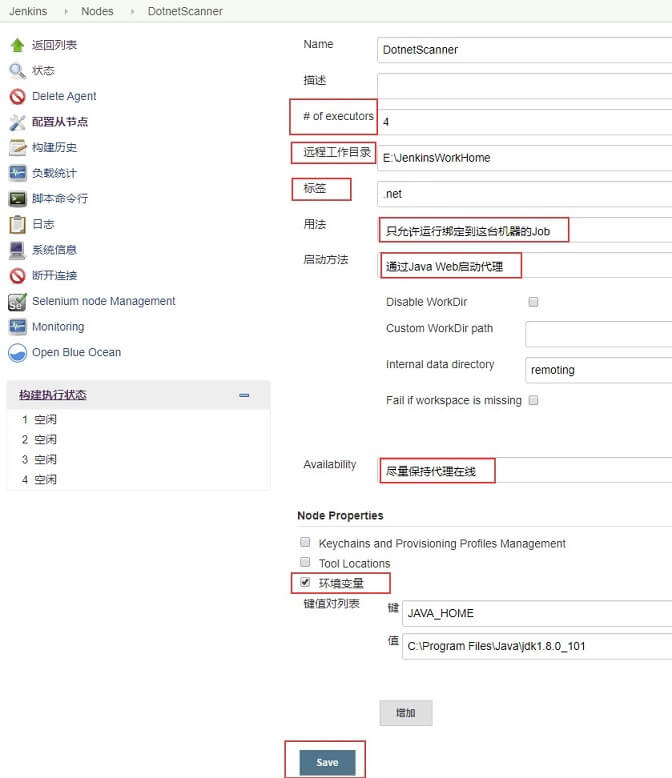 Jenkins Nodes DotnetScanner
返回列表
状态
Delete Agent
配置从节点
构建历史
负载统计
脚本命令行
日志
系统信息
断开连接
Selenium node Management
Monitoring
Open Blue Ocean
构建执行状态
1 空闲
2 空闲
3 空闲
4 空闲
Name DotnetScanner
描述
# of executors 4
远程工作目录 E:\JenkinsWorkHome
标签 .net
用法 只允许运行绑定到这台机器的Job
启动方法 通过Java Web启动代理
Disable WorkDir
Custom WorkDir path
Internal data directory remoting
Fail if workspace is missing
Availability 尽量保持代理在线
Node Properties
Keychains and Provisioning Profiles Management
Tool Locations
环境变量
键值对列表 键 JAVA_HOME
值 C:\Program Files\Java\jdk1.8.0_101
增加
Save